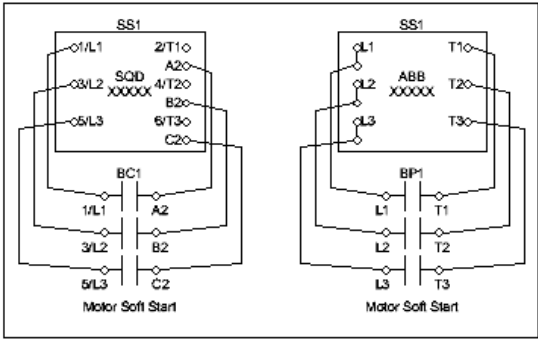 SS1
1/L1 2/T1
A2
3/L2 SQD 4/T2
XXXXX
B2
5/L3 6/T3
C2
BC1
1/L1 A2
3/L2 B2
5/L3 C2
Motor Soft Start
SS1
L1 T1
L2 ABB T2
XXXXX
L3 T3
BP1
L1 T1
L2 T2
L3 T3
Motor Soft Start